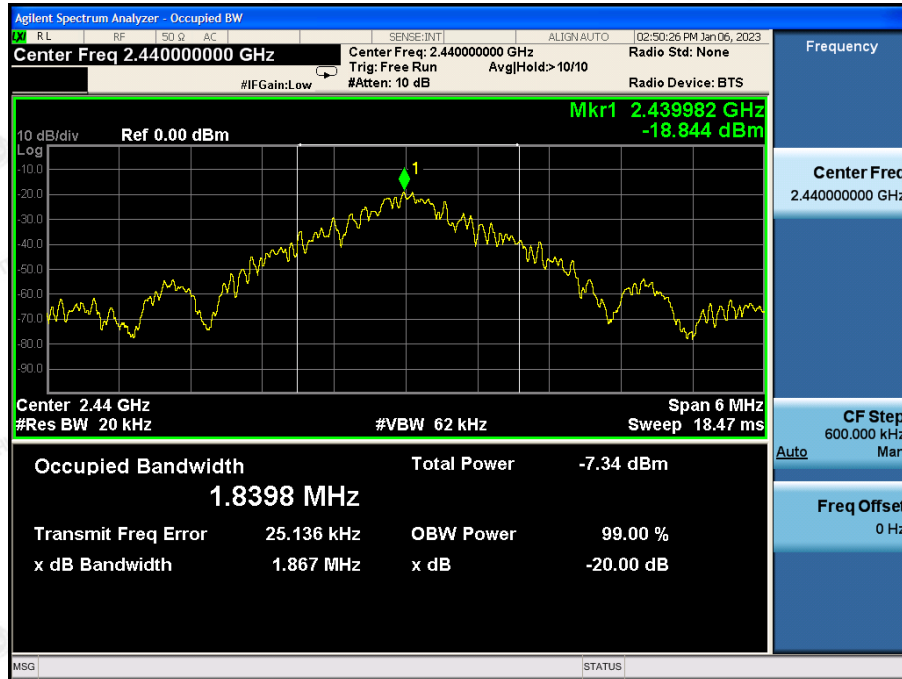 Agilent Spectrum Analyzer - Occupied BW
LXI RL RF 50 Ω AC SENSE:INT ALIGN AUTO 02:50:26 PM Jan 06, 2023
Center Freq 2.440000000 GHz
Center Freq: 2.440000000 GHz Radio Std: None
Trig: Free Run Avg|Hold:>10/10
#IFGain:Low #Atten: 10 dB Radio Device: BTS
Frequency
Mkr1 2.439982 GHz
-18.844 dBm
10 dB/div Ref 0.00 dBm
Log
1
-10.0
-20.0
-30.0
-40.0
-50.0
-60.0
-70.0
-80.0
-90.0
Center 2.44 GHz Span 6 MHz
#Res BW 20 kHz #VBW 62 kHz Sweep 18.47 ms
Occupied Bandwidth Total Power -7.34 dBm
1.8398 MHz
Transmit Freq Error 25.136 kHz OBW Power 99.00 %
x dB Bandwidth 1.867 MHz x dB -20.00 dB
Center Freq
2.440000000 GHz
CF Step
600.000 kHz
Auto Man
Freq Offset
0 Hz
MSG STATUS